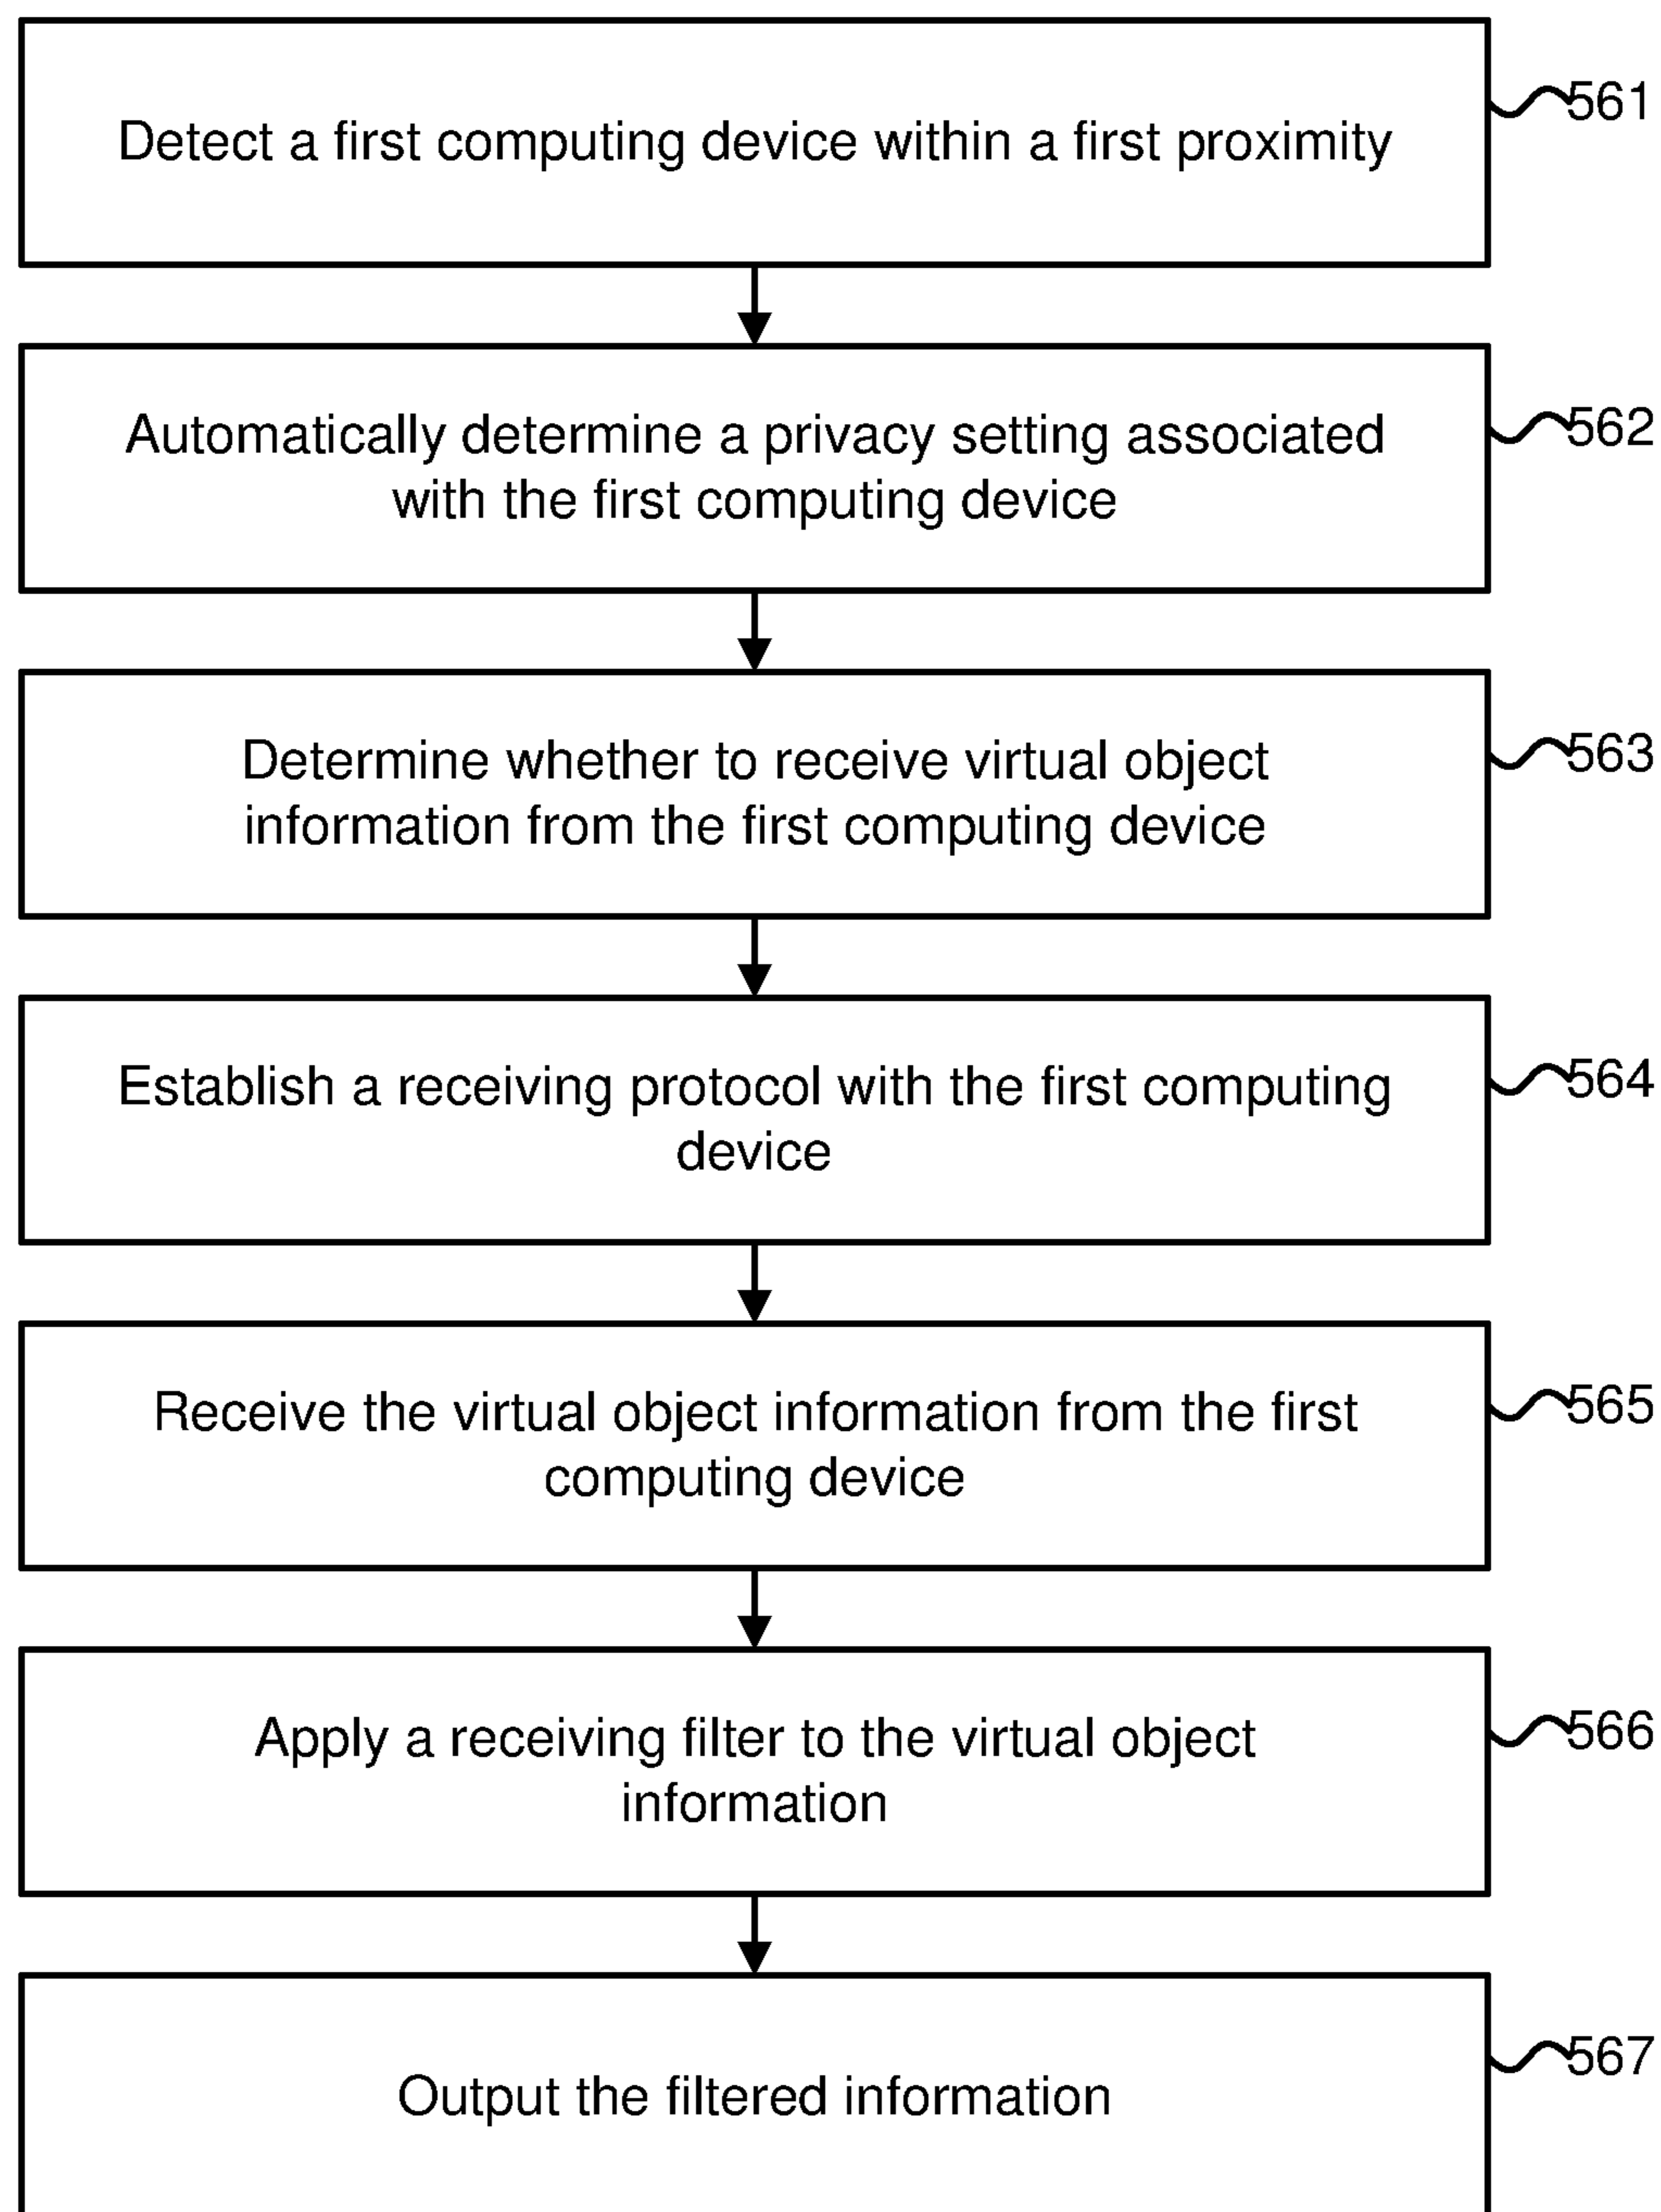 Detect a first computing device within a first proximity
561
Automatically determine a privacy setting associated
with the first computing device
562
Determine whether to receive virtual object
information from the first computing device
563
Establish a receiving protocol with the first computing
device
564
Receive the virtual object information from the first
computing device
565
Apply a receiving filter to the virtual object
information
566
Output the filtered information
567